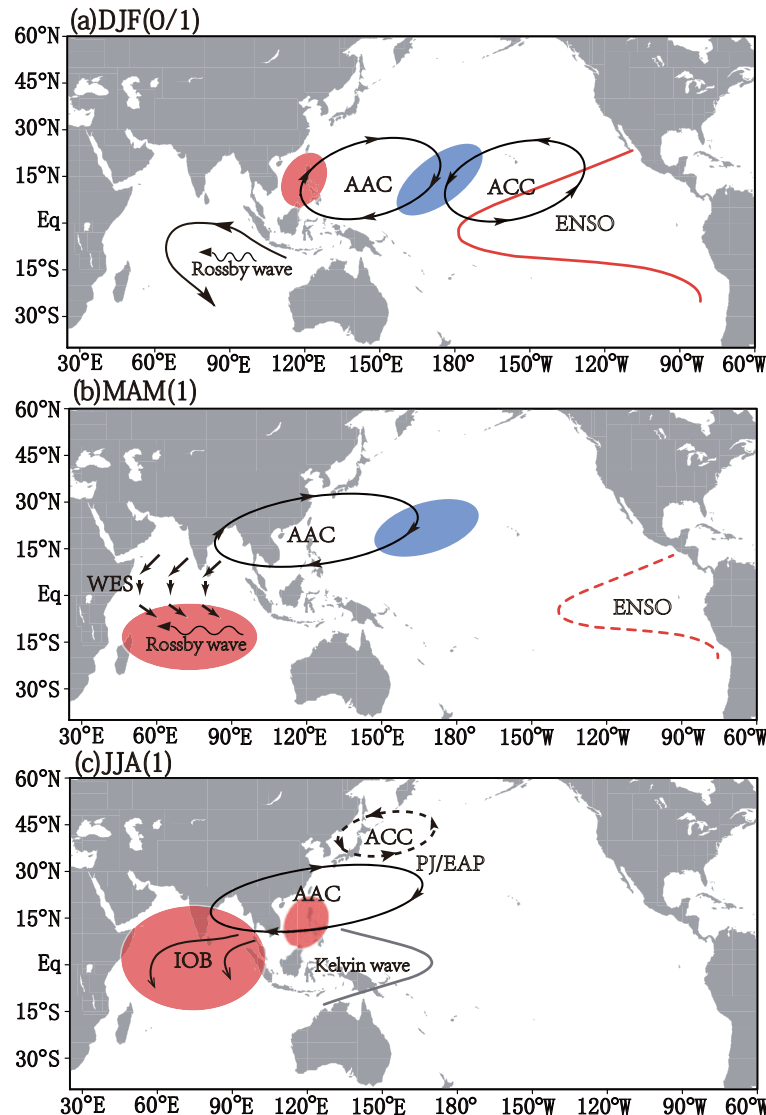 (a)DJF(0/1)
60°N
45°N
30°N
15°N
Eq
15°S
30°S
AAC
ACC
ENSO
Rossby wave
30°E 60°E 90°E 120°E 150°E 180° 150°W 120°W 90°W 60°W
(b)MAM(1)
60°N
45°N
30°N
15°N
Eq
15°S
30°S
AAC
WES
ENSO
Rossby wave
30°E 60°E 90°E 120°E 150°E 180° 150°W 120°W 90°W 60°W
(c)JJA(1)
60°N
45°N
30°N
15°N
Eq
15°S
30°S
ACC
PJ/EAP
AAC
IOB
Kelvin wave
30°E 60°E 90°E 120°E 150°E 180° 150°W 120°W 90°W 60°W